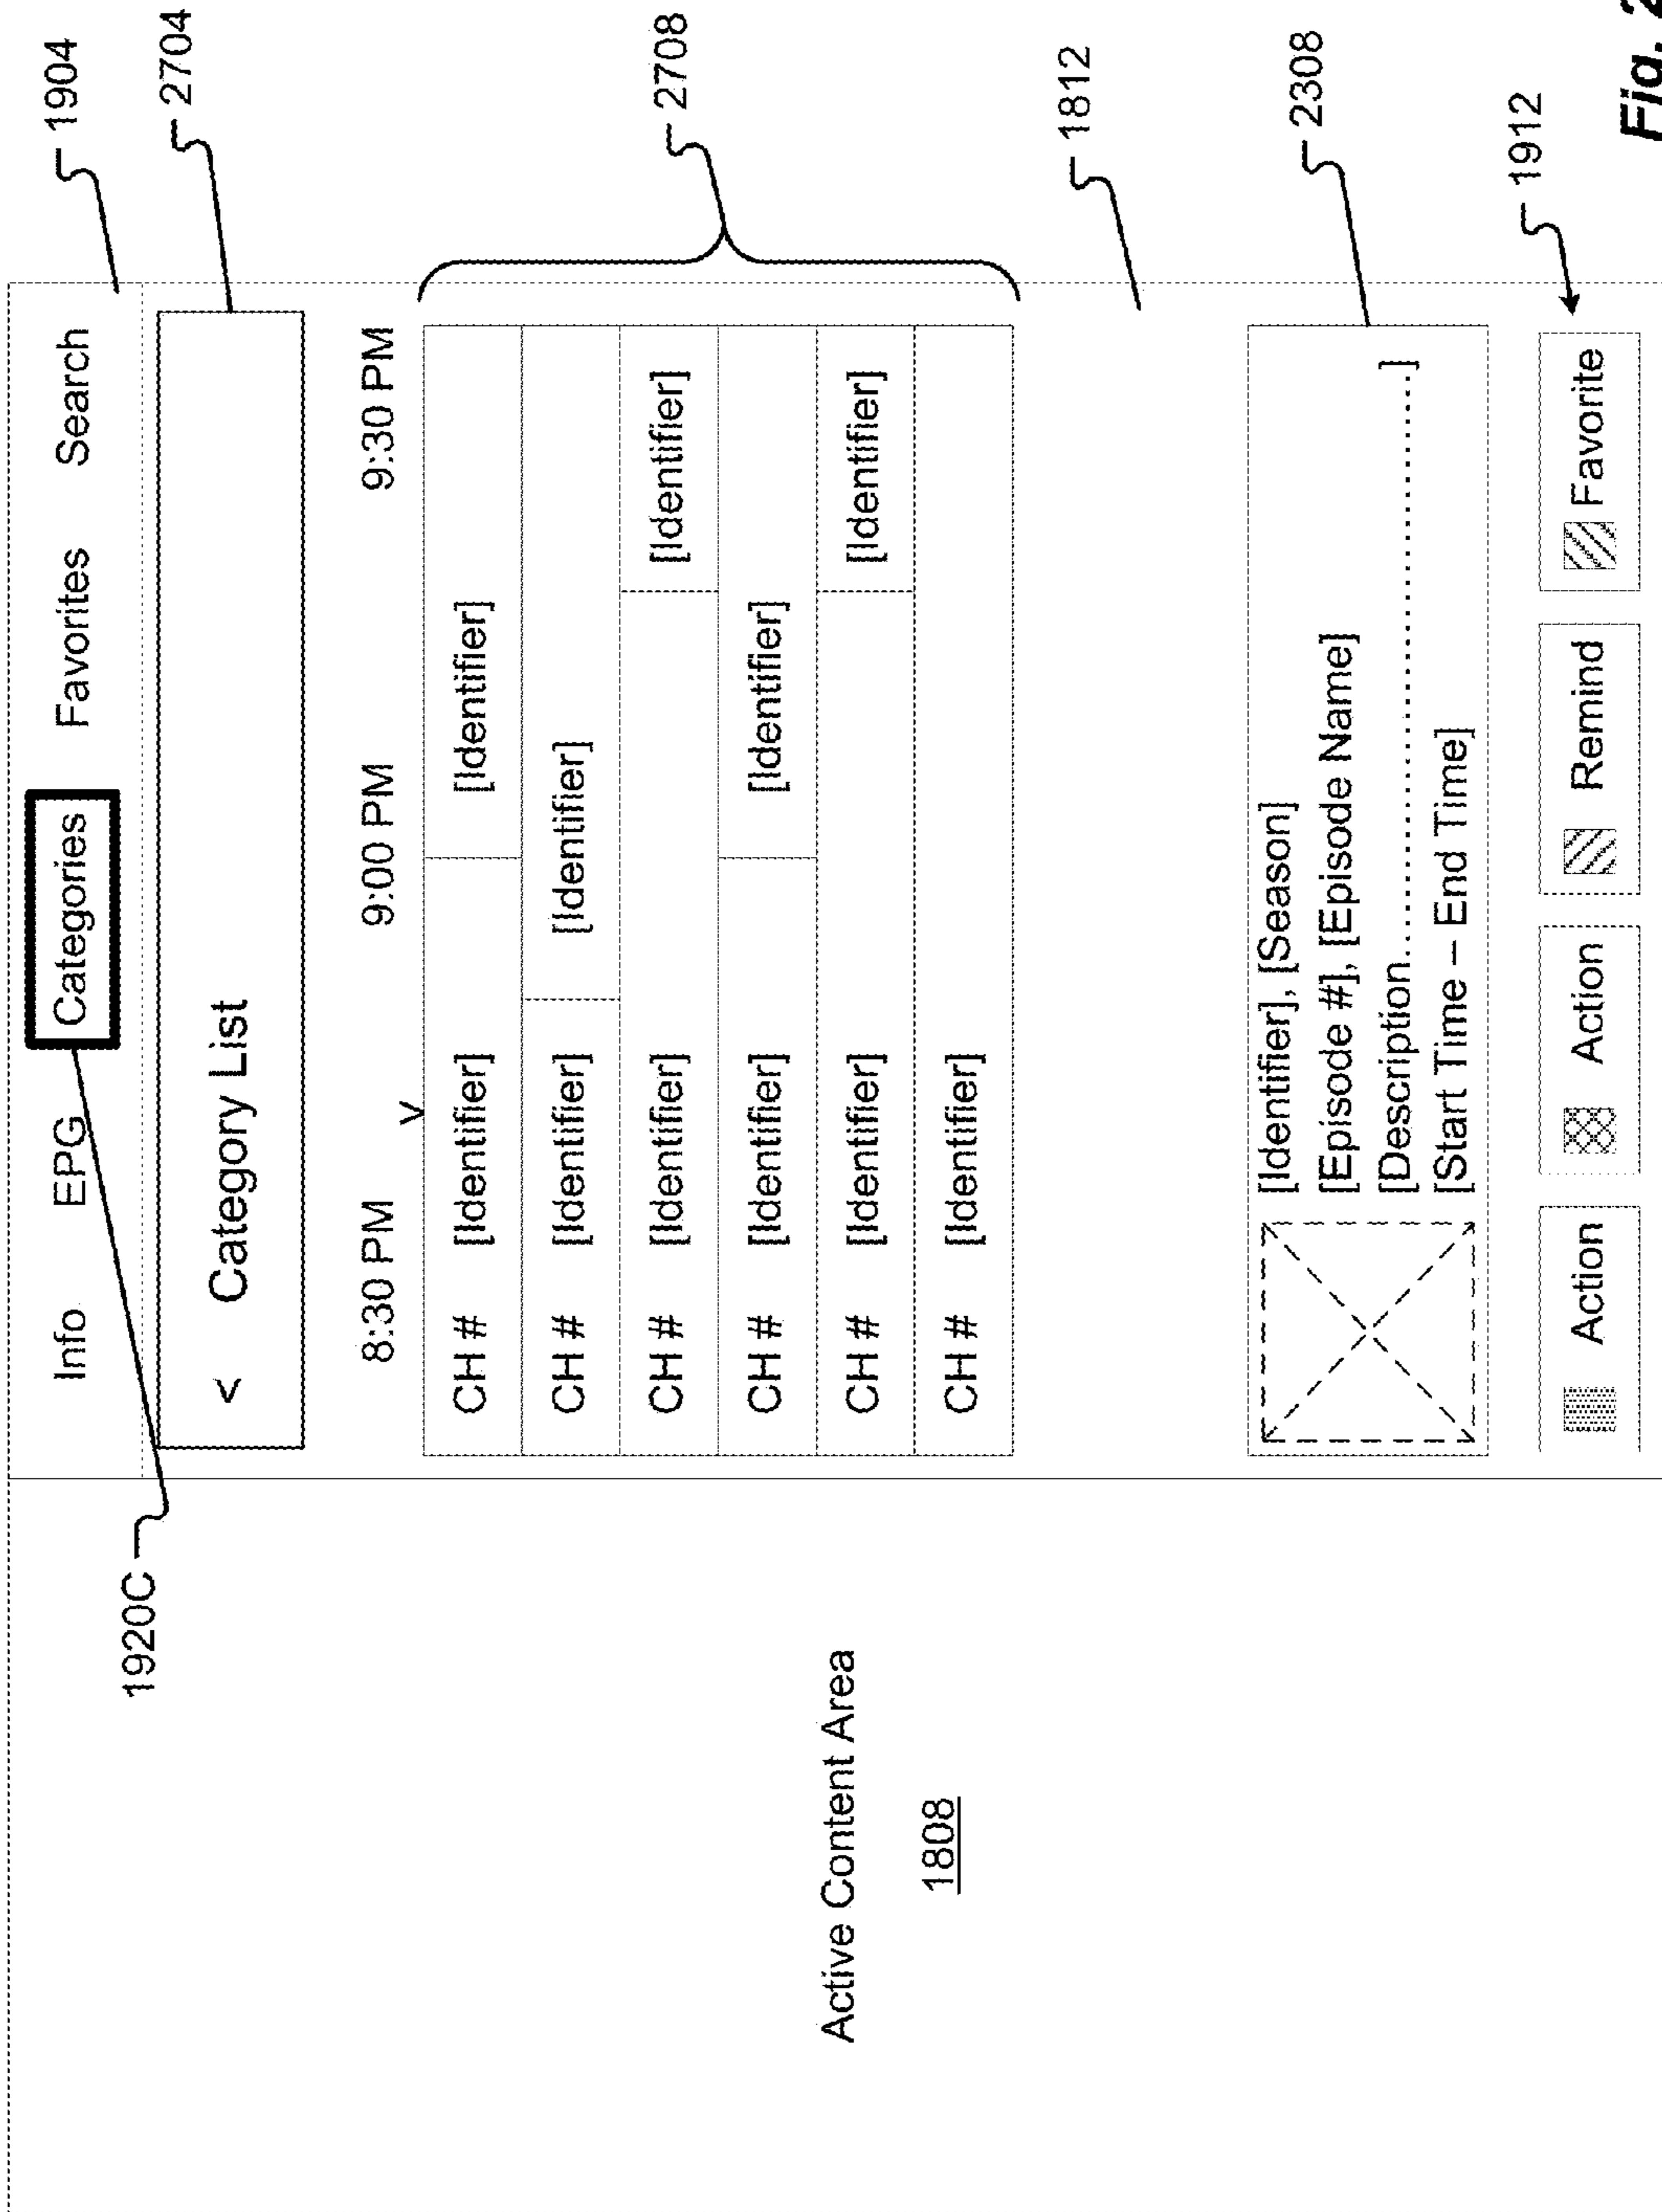 Info EPG Categories Favorites Search
1904
1920C
< Category List
2704
8:30 PM 9:00 PM 9:30 PM
v
CH # [Identifier] [Identifier]
CH # [Identifier] [Identifier]
CH # [Identifier] [Identifier]
CH # [Identifier] [Identifier]
CH # [Identifier] [Identifier]
CH # [Identifier]
2708
Active Content Area
1808
1812
[Identifier], [Season]
[Episode #], [Episode Name]
[Description..............................................]
[Start Time – End Time]
2308
Action Action Remind Favorite
1912
Fig. 2